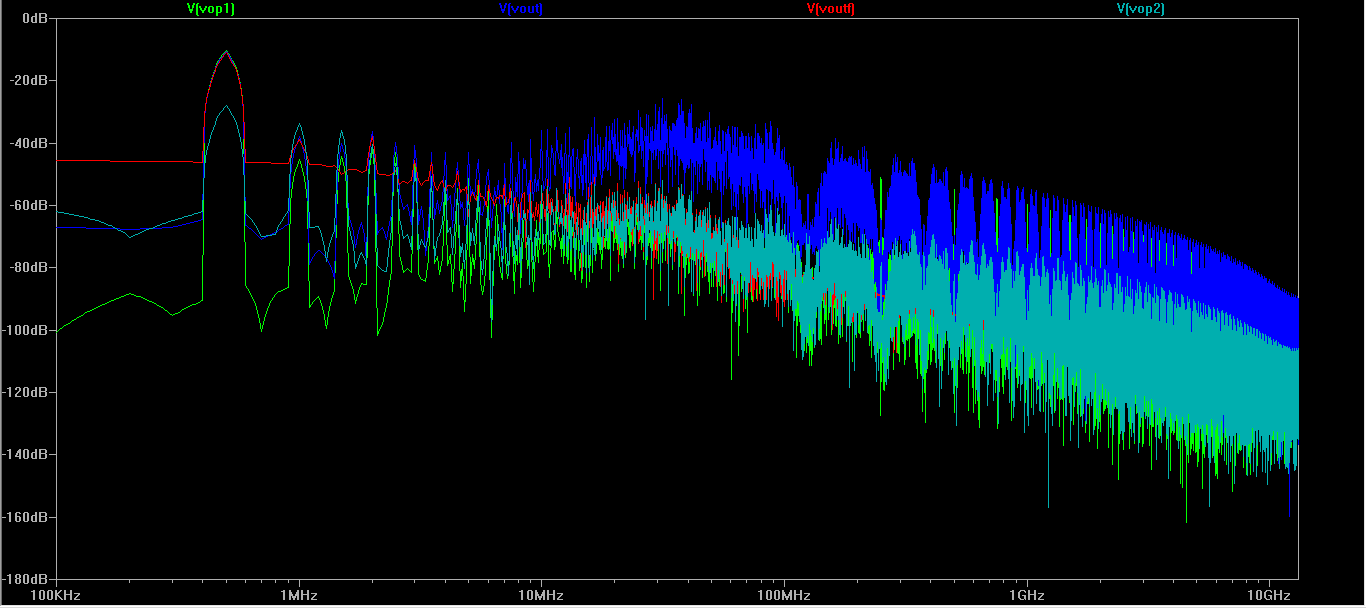 V(vop1) V(vout) V(voutf) V(vop2)
0dB
-20dB
-40dB
-60dB
-80dB
-100dB
-120dB
-140dB
-160dB
-180dB
100KHz 1MHz 10MHz 100MHz 1GHz 10GHz